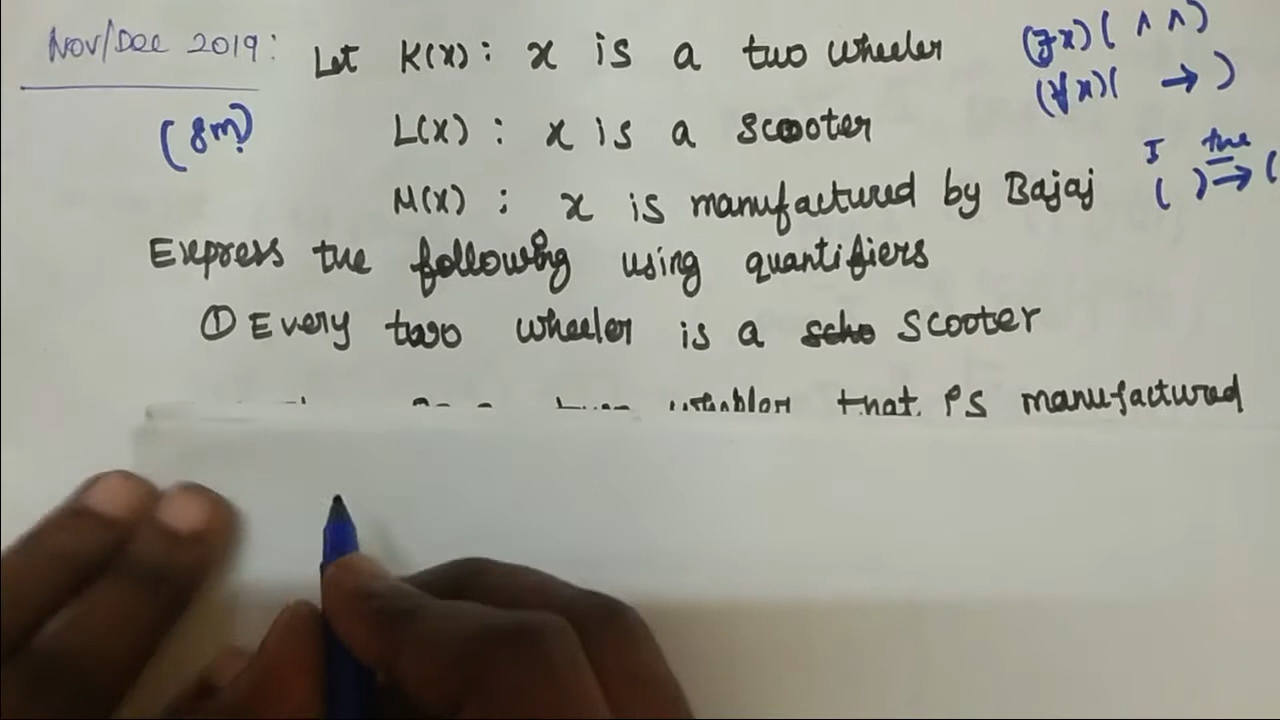 Nov/Dec 2019: Let K(x): x is a two wheeler (∃x)( ∧ ∧)
(8m) L(x) : x is a scooter (∀x)( → )
M(x) : x is manufactured by Bajaj I the ( ) → (
Express the following using quantifiers
① Every two wheeler is a scooter
that is manufactured